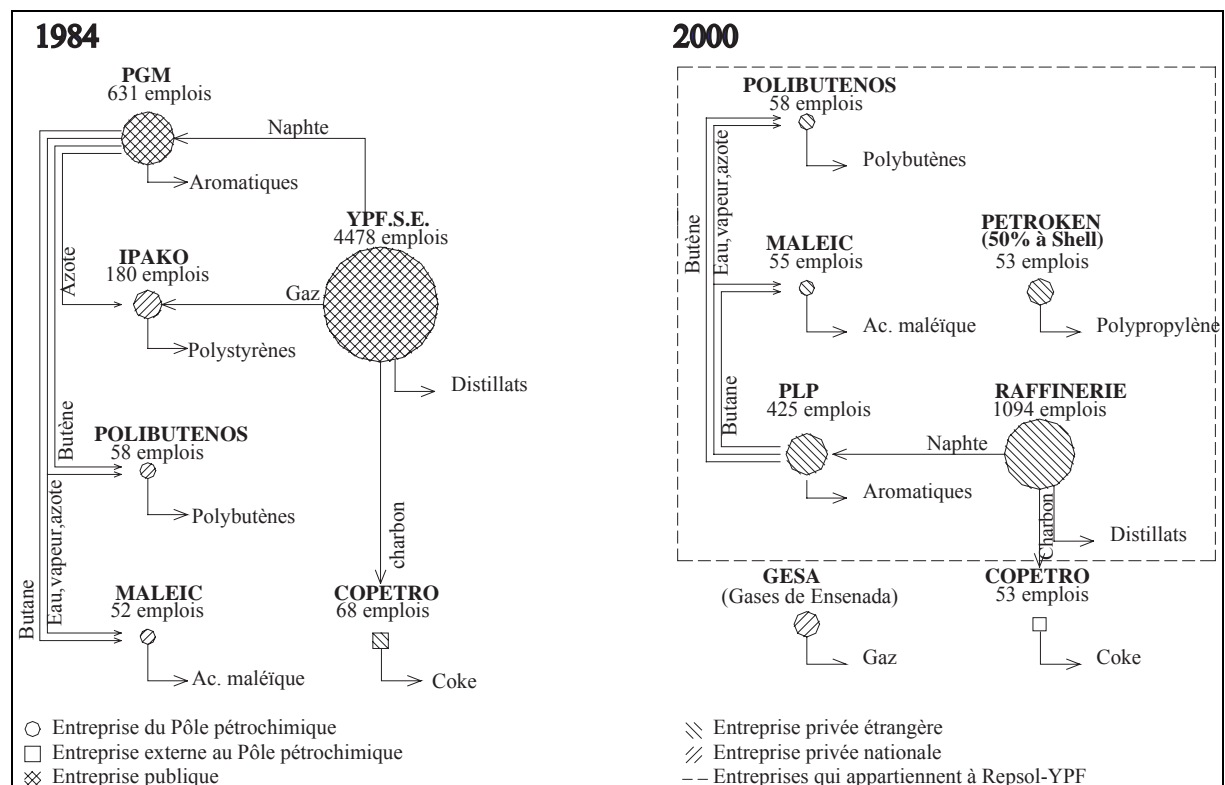 1984
PGM
631 emplois
Naphte
Aromatiques
YPF.S.E.
4478 emplois
Azote
IPAKO
180 emplois
Gaz
Polystyrènes
Distillats
Butène
POLIBUTENOS
58 emplois
Polybutènes
Eau,vapeur,azote
charbon
Butane
MALEIC
52 emplois
Ac. maléïque
COPETRO
68 emplois
Coke
2000
POLIBUTENOS
58 emplois
Polybutènes
Butène
Eau,vapeur,azote
MALEIC
55 emplois
Ac. maléïque
PETROKEN
(50% à Shell)
53 emplois
Polypropylène
Butane
PLP
425 emplois
Aromatiques
RAFFINERIE
1094 emplois
Naphte
Charbon
Distillats
GESA
(Gases de Ensenada)
Gaz
COPETRO
53 emplois
Coke
Entreprise du Pôle pétrochimique
Entreprise externe au Pôle pétrochimique
Entreprise publique
Entreprise privée étrangère
Entreprise privée nationale
Entreprises qui appartiennent à Repsol-YPF